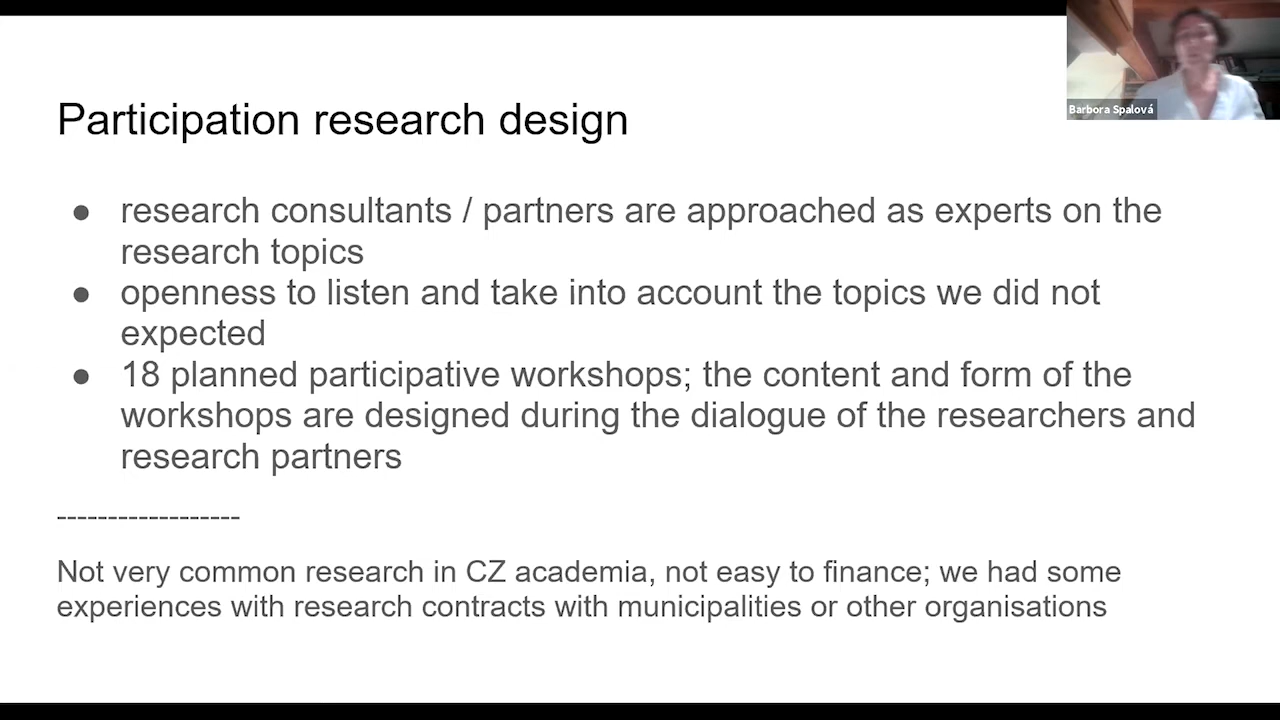 Barbora Spalová
Participation research design
● research consultants / partners are approached as experts on the
research topics
● openness to listen and take into account the topics we did not
expected
● 18 planned participative workshops; the content and form of the
workshops are designed during the dialogue of the researchers and
research partners
------------------
Not very common research in CZ academia, not easy to finance; we had some
experiences with research contracts with municipalities or other organisations